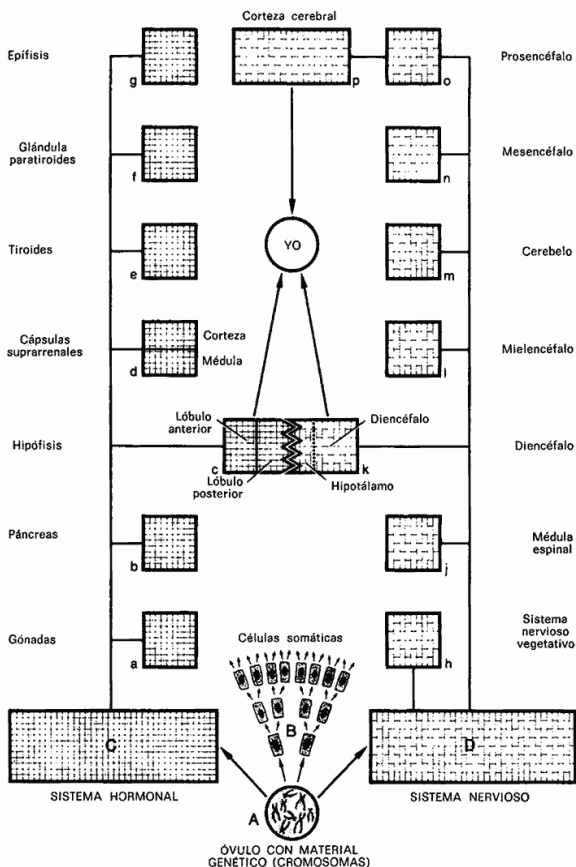 Corteza cerebral
Epífisis
g
p
o
Prosencéfalo
Glándula
paratiroides
f
n
Mesencéfalo
Tiroides
e
YO
m
Cerebelo
Cápsulas
suprarrenales
Corteza
Médula
d
l
Mielencéfalo
Hipófisis
Lóbulo
anterior
c
Lóbulo
posterior
Diencéfalo
k
Hipotálamo
Diencéfalo
Páncreas
b
j
Médula
espinal
Gónadas
a
Células somáticas
h
Sistema
nervioso
vegetativo
C
B
D
SISTEMA HORMONAL
A
SISTEMA NERVIOSO
ÓVULO CON MATERIAL
GENÉTICO (CROMOSOMAS)